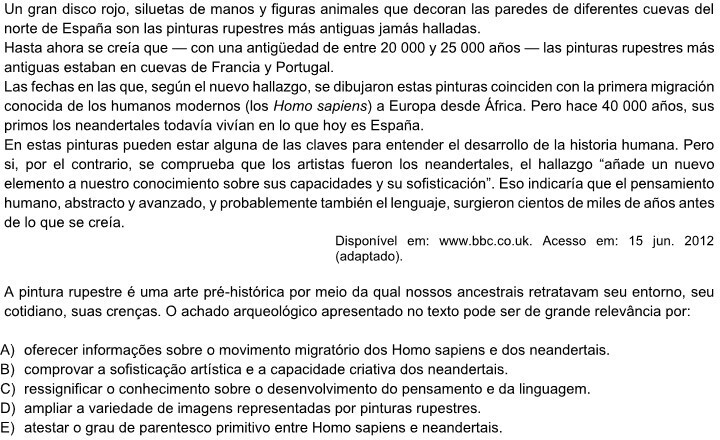 Un gran disco rojo, siluetas de manos y figuras animales que decoran las paredes de diferentes cuevas del
norte de España son las pinturas rupestres más antiguas jamás halladas.
Hasta ahora se creía que — con una antigüedad de entre 20 000 y 25 000 años — las pinturas rupestres más
antiguas estaban en cuevas de Francia y Portugal.
Las fechas en las que, según el nuevo hallazgo, se dibujaron estas pinturas coinciden con la primera migración
conocida de los humanos modernos (los Homo sapiens) a Europa desde África. Pero hace 40 000 años, sus
primos los neandertales todavía vivían en lo que hoy es España.
En estas pinturas pueden estar alguna de las claves para entender el desarrollo de la historia humana. Pero
si, por el contrario, se comprueba que los artistas fueron los neandertales, el hallazgo “añade un nuevo
elemento a nuestro conocimiento sobre sus capacidades y su sofisticación”. Eso indicaría que el pensamiento
humano, abstracto y avanzado, y probablemente también el lenguaje, surgieron cientos de miles de años antes
de lo que se creía.
Disponível em: www.bbc.co.uk. Acesso em: 15 jun. 2012
(adaptado).
A pintura rupestre é uma arte pré-histórica por meio da qual nossos ancestrais retratavam seu entorno, seu
cotidiano, suas crenças. O achado arqueológico apresentado no texto pode ser de grande relevância por:
A) oferecer informações sobre o movimento migratório dos Homo sapiens e dos neandertais.
B) comprovar a sofisticação artística e a capacidade criativa dos neandertais.
C) ressignificar o conhecimento sobre o desenvolvimento do pensamento e da linguagem.
D) ampliar a variedade de imagens representadas por pinturas rupestres.
E) atestar o grau de parentesco primitivo entre Homo sapiens e neandertais.